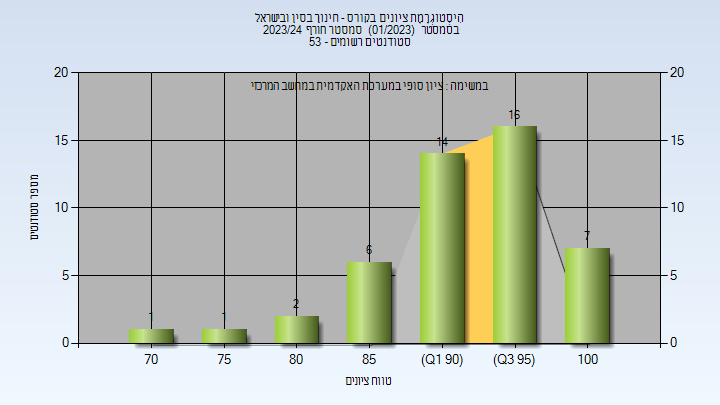 היסטוגרמת ציונים בקורס - חינוך בסין ובישראל
בסמסטר (01/2023) סמסטר חורף 2023/24
סטודנטים רשומים - 53
במשימה : ציון סופי במערכת האקדמית במחשב המרכזי
20 20
15 15
10 10
5 5
0 0
מספר סטודנטים
1 1 2 6 14 16 7
70 75 80 85 (Q1 90) (Q3 95) 100
טווח ציונים